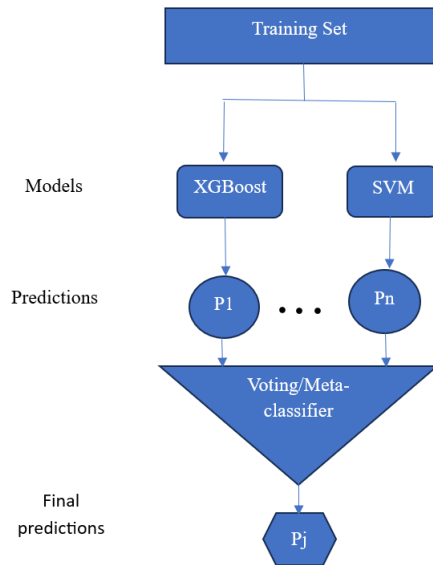 Training Set
Models
XGBoost
SVM
Predictions
P1
...
Pn
Voting/Meta-
classifier
Final
predictions
Pj